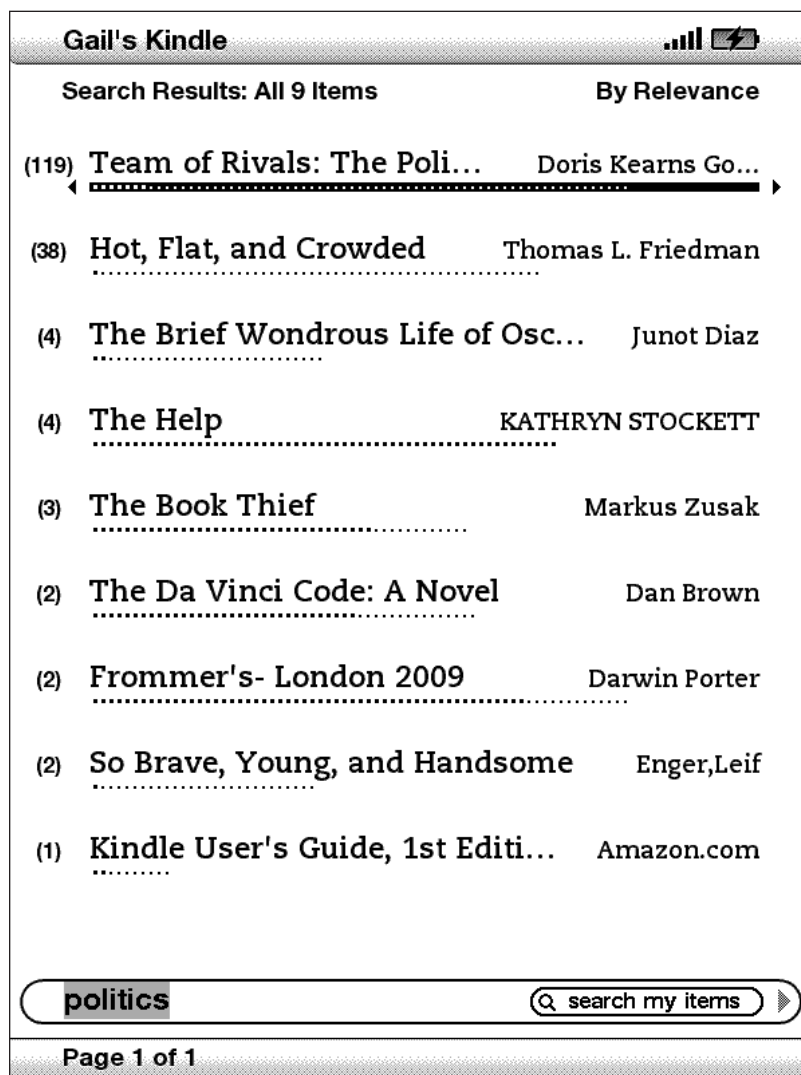 Gail's Kindle
Search Results: All 9 Items By Relevance
(119) Team of Rivals: The Poli... Doris Kearns Go...
(38) Hot, Flat, and Crowded Thomas L. Friedman
(4) The Brief Wondrous Life of Osc... Junot Diaz
(4) The Help KATHRYN STOCKETT
(3) The Book Thief Markus Zusak
(2) The Da Vinci Code: A Novel Dan Brown
(2) Frommer's- London 2009 Darwin Porter
(2) So Brave, Young, and Handsome Enger,Leif
(1) Kindle User's Guide, 1st Editi... Amazon.com
politics search my items
Page 1 of 1